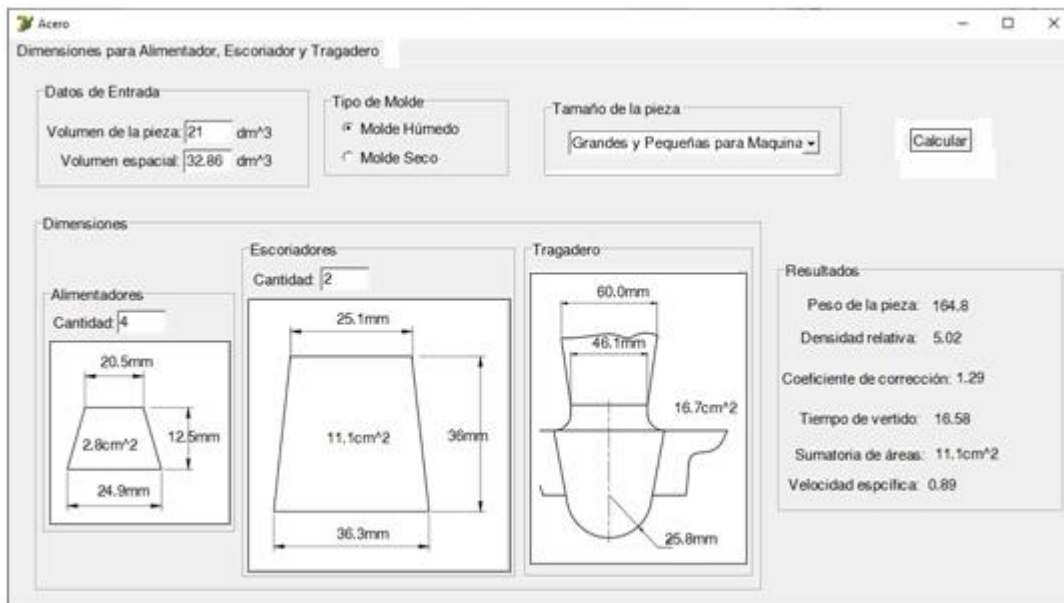 Acero
Dimensiones para Alimentador, Escoriador y Tragadero
Datos de Entrada
Volumen de la pieza: 21 dm^3
Volumen espacial: 32.86 dm^3
Tipo de Molde
Molde Húmedo
Molde Seco
Tamaño de la pieza
Grandes y Pequeñas para Maquina
Calcular
Dimensiones
Alimentadores
Cantidad: 4
20.5mm
2.8cm^2
12.5mm
24.9mm
Escoriadores
Cantidad: 2
25.1mm
11.1cm^2
36mm
36.3mm
Tragadero
60.0mm
46.1mm
16.7cm^2
25.8mm
Resultados
Peso de la pieza: 164.8
Densidad relativa: 5.02
Coeficiente de corrección: 1.29
Tiempo de vertido: 16.58
Sumatoria de áreas: 11.1cm^2
Velocidad espcífica: 0.89